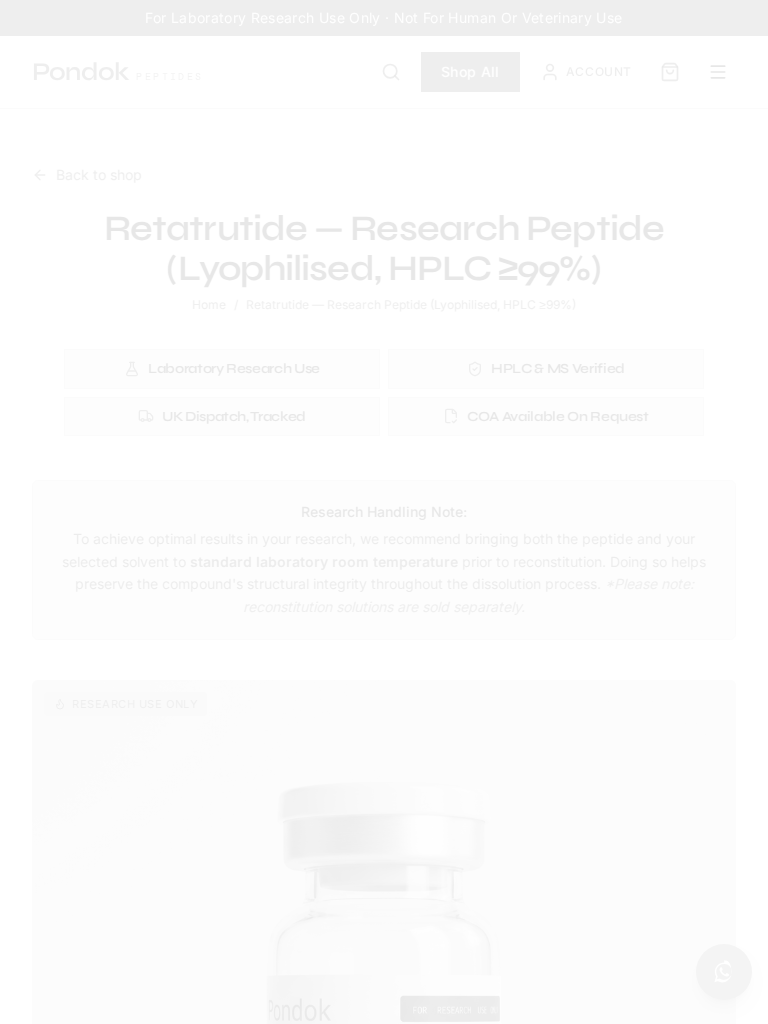 For Laboratory Research Use Only · Not For Human Or Veterinary Use
Pondok PEPTIDES
Shop All
ACCOUNT
Back to shop
Retatrutide — Research Peptide
(Lyophilised, HPLC ≥99%)
Home / Retatrutide — Research Peptide (Lyophilised, HPLC ≥99%)
Laboratory Research Use
HPLC & MS Verified
UK Dispatch, Tracked
COA Available On Request
Research Handling Note:
To achieve optimal results in your research, we recommend bringing both the peptide and your
selected solvent to standard laboratory room temperature prior to reconstitution. Doing so helps
preserve the compound's structural integrity throughout the dissolution process. *Please note:
reconstitution solutions are sold separately.
RESEARCH USE ONLY
Pondok
FOR RESEARCH